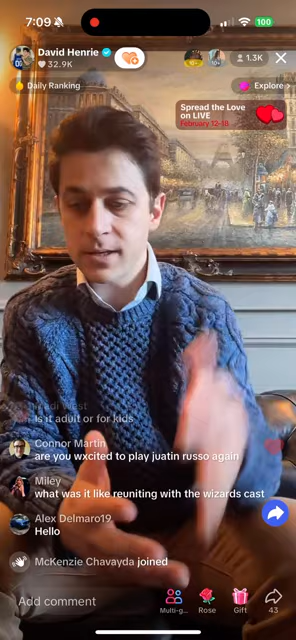 7:09
100
David Henrie
32.9K
10+
10+
1.3K
Daily Ranking
Explore >
Spread the Love
on LIVE
February 12-18
is it adult or for kids
Connor Martin
are you wxcited to play juatin russo again
Miley
what was it like reuniting with the wizards cast
Alex Delmaro19
Hello
McKenzie Chavayda joined
Add comment
Multi-g...
Rose
Gift
43